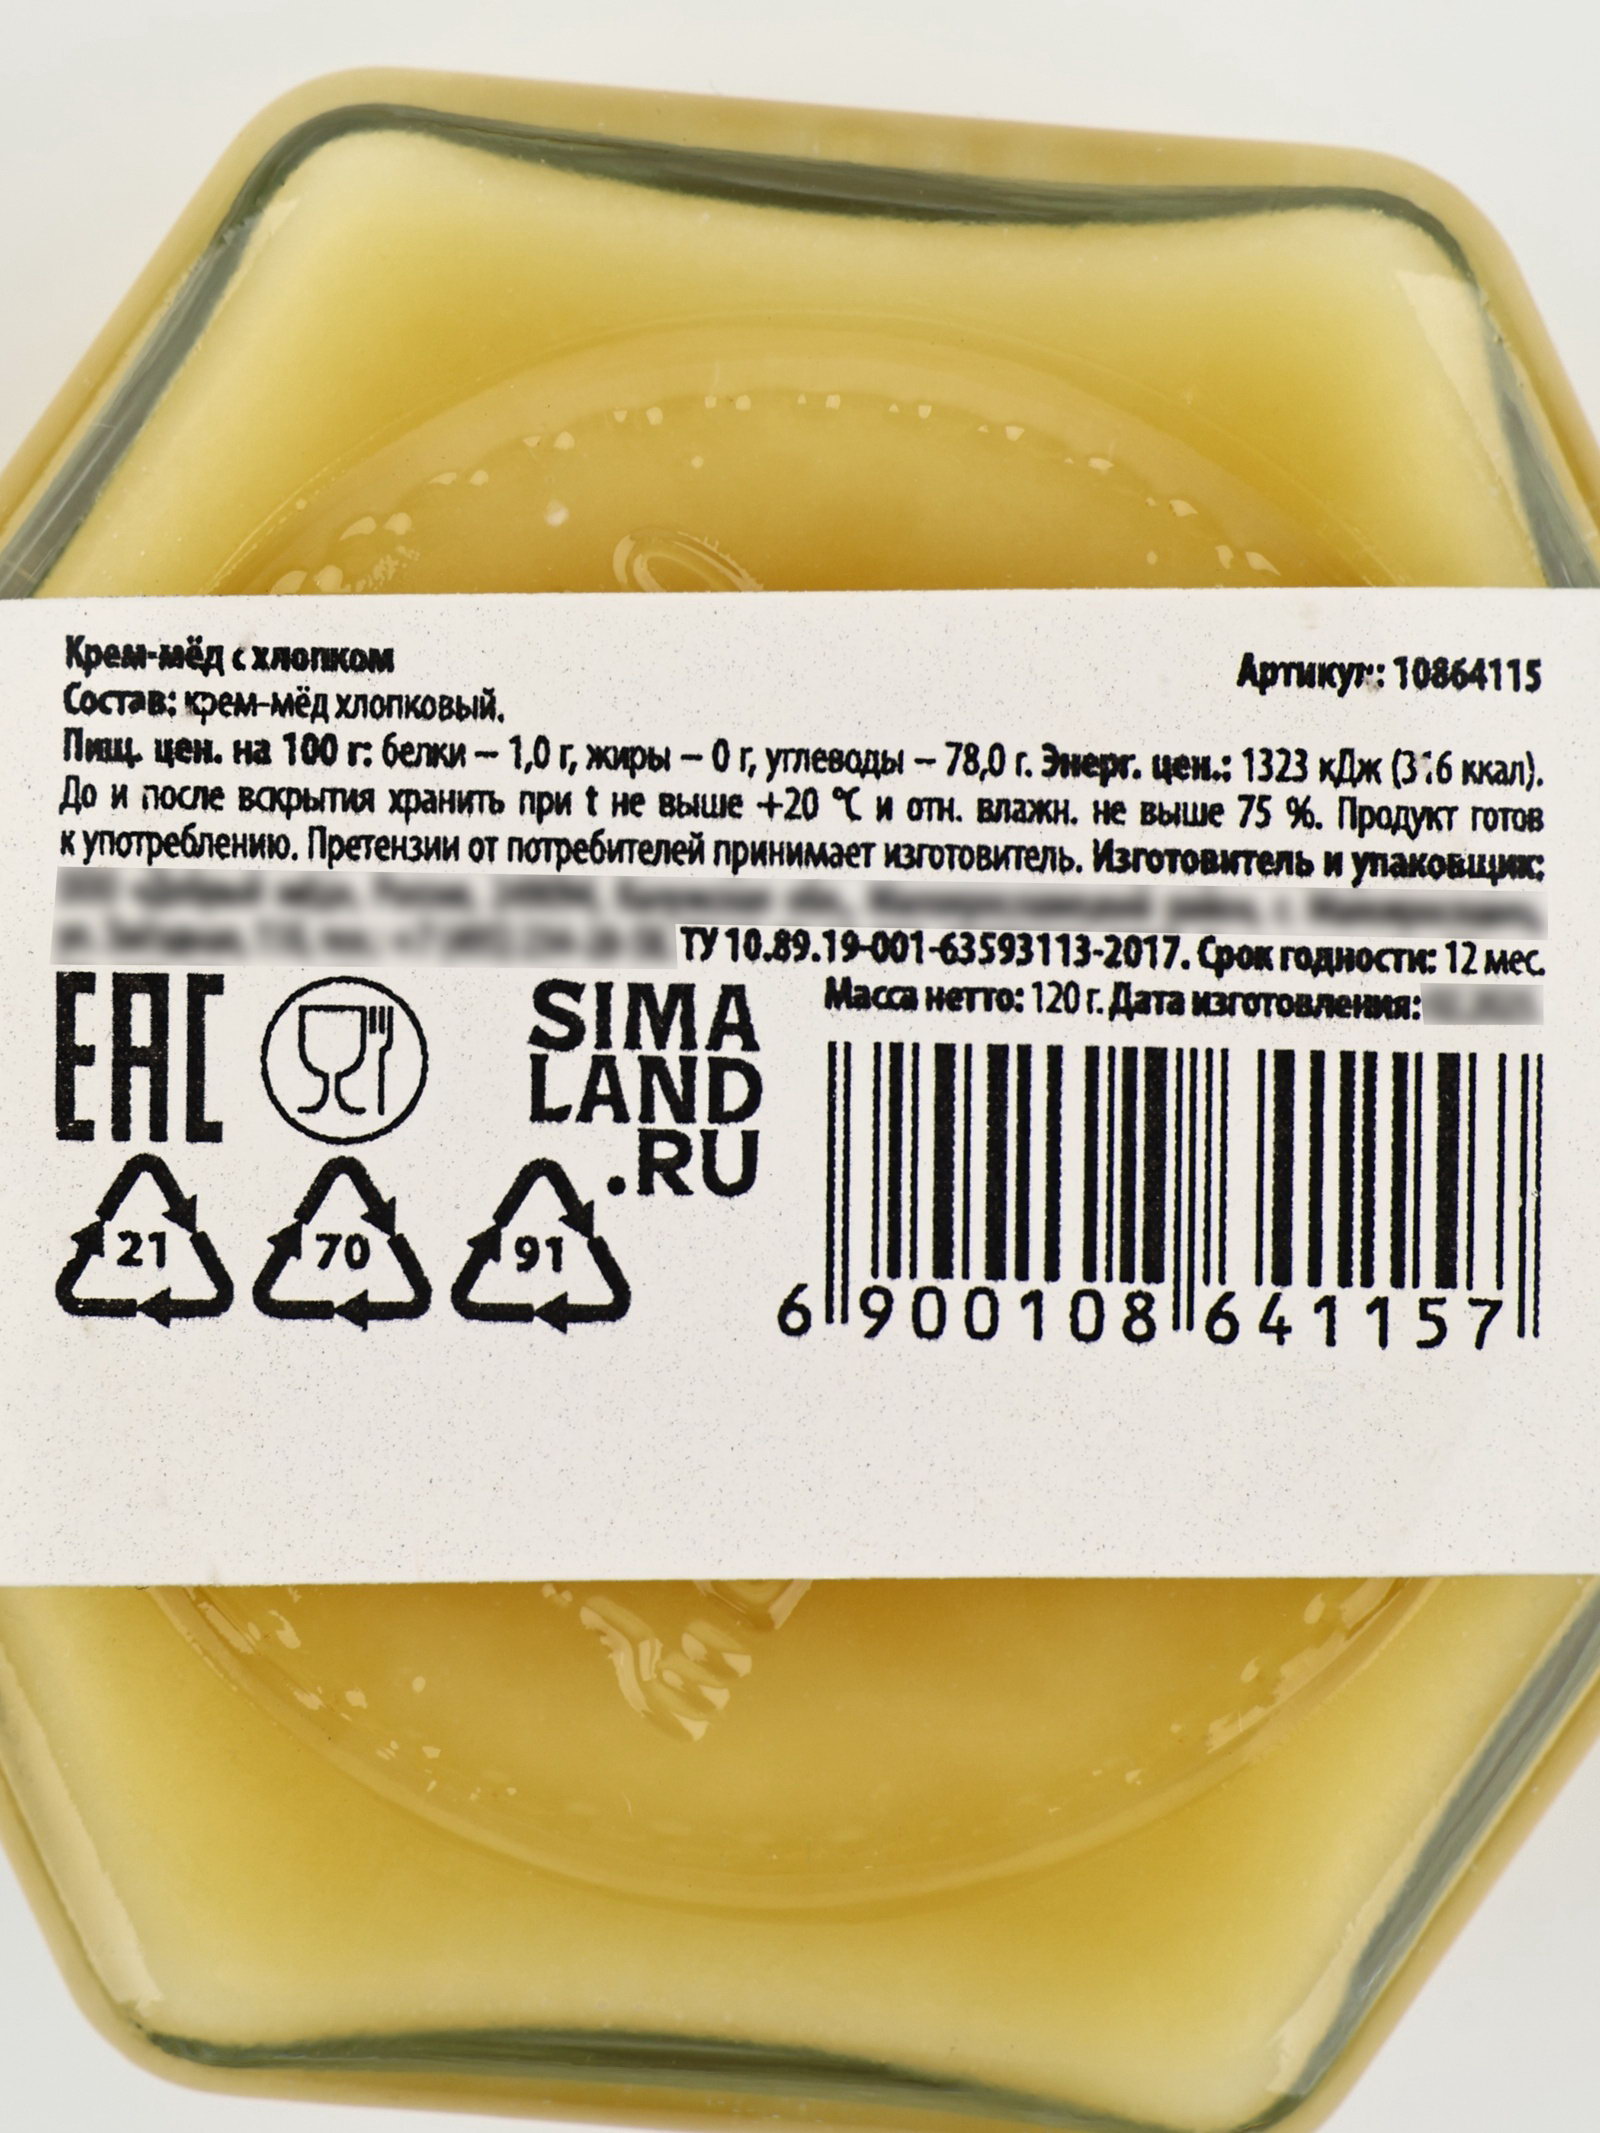 Крем-мёд с хлопком
Артикул: 10864115
Состав: крем-мёд хлопковый.
Пищ. цен. на 100 г: белки – 1,0 г, жиры – 0 г, углеводы – 78,0 г. Энерг. цен.: 1323 кДж (316 ккал).
До и после вскрытия хранить при t не выше +20 °C и отн. влажн. не выше 75 %. Продукт готов
к употреблению. Претензии от потребителей принимает изготовитель. Изготовитель и упаковщик:
ТУ 10.89.19-001-63593113-2017. Срок годности: 12 мес.
Масса нетто: 120 г. Дата изготовления:
EAC
SIMA
LAND
.RU
21 70 91
6 900108 641157